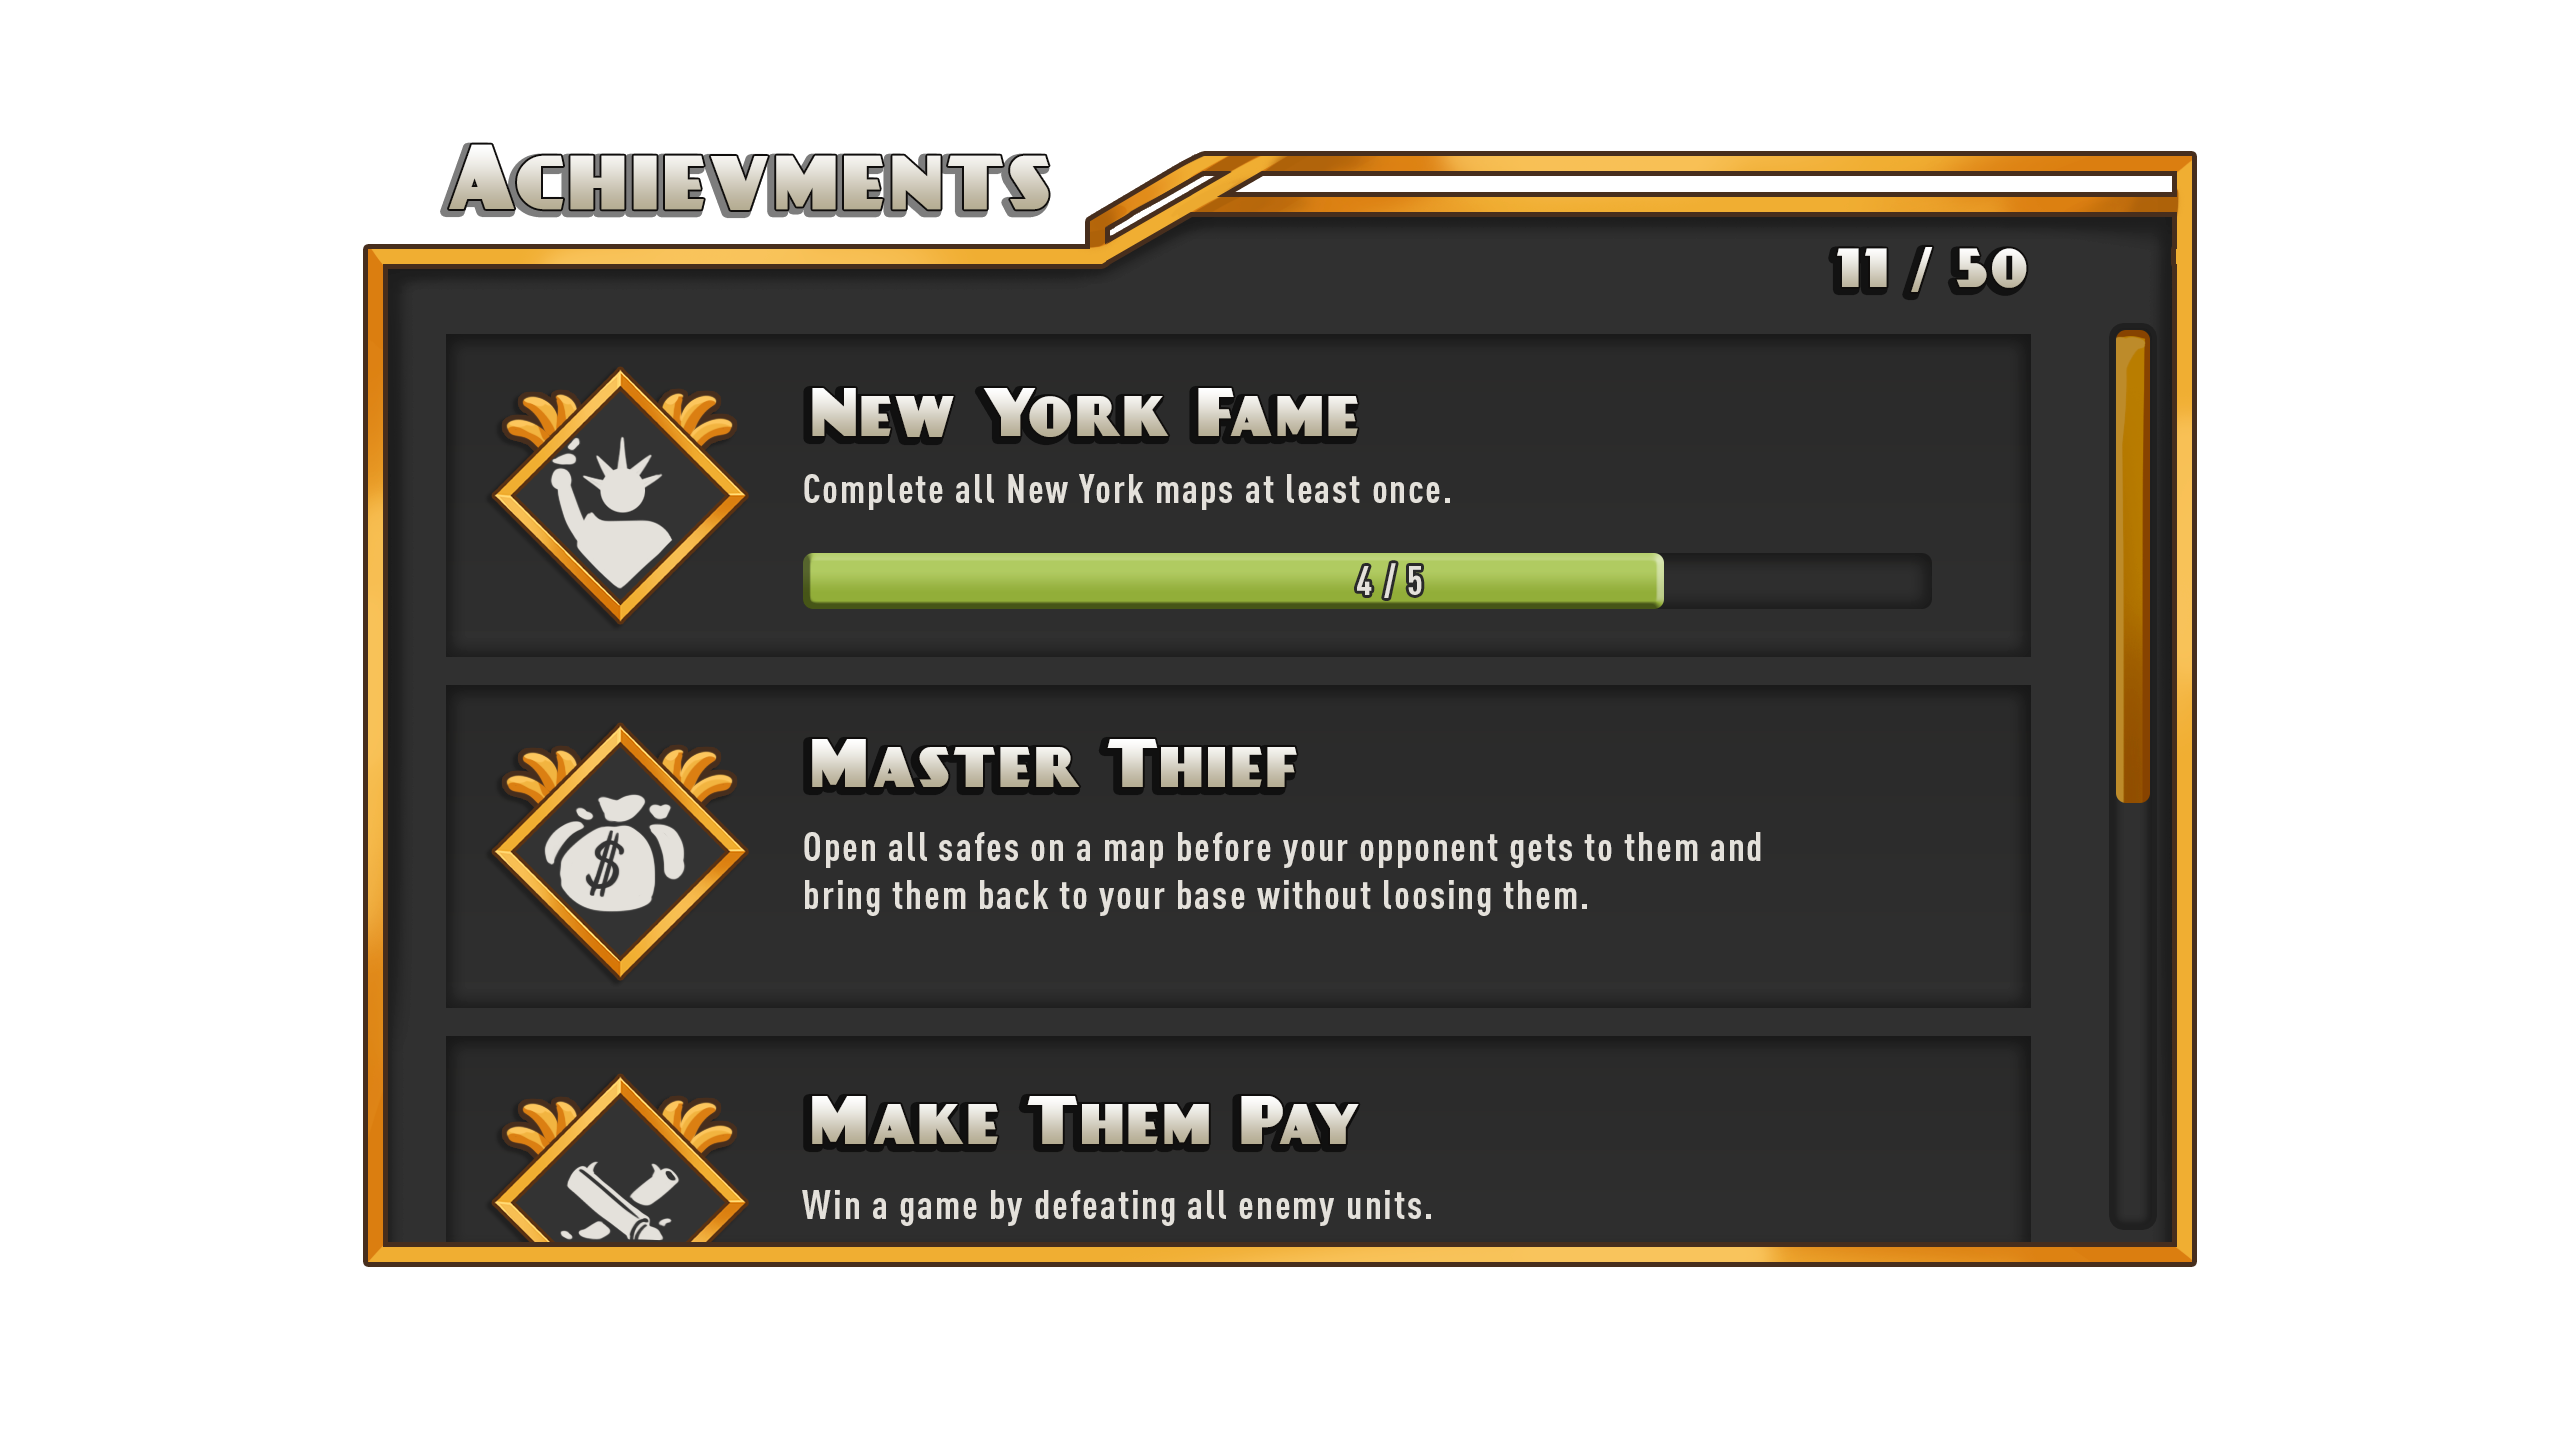 Achievments
11 / 50
New York Fame
Complete all New York maps at least once.
4 / 5
Master Thief
$
Open all safes on a map before your opponent gets to them and
bring them back to your base without loosing them.
Make Them Pay
Win a game by defeating all enemy units.